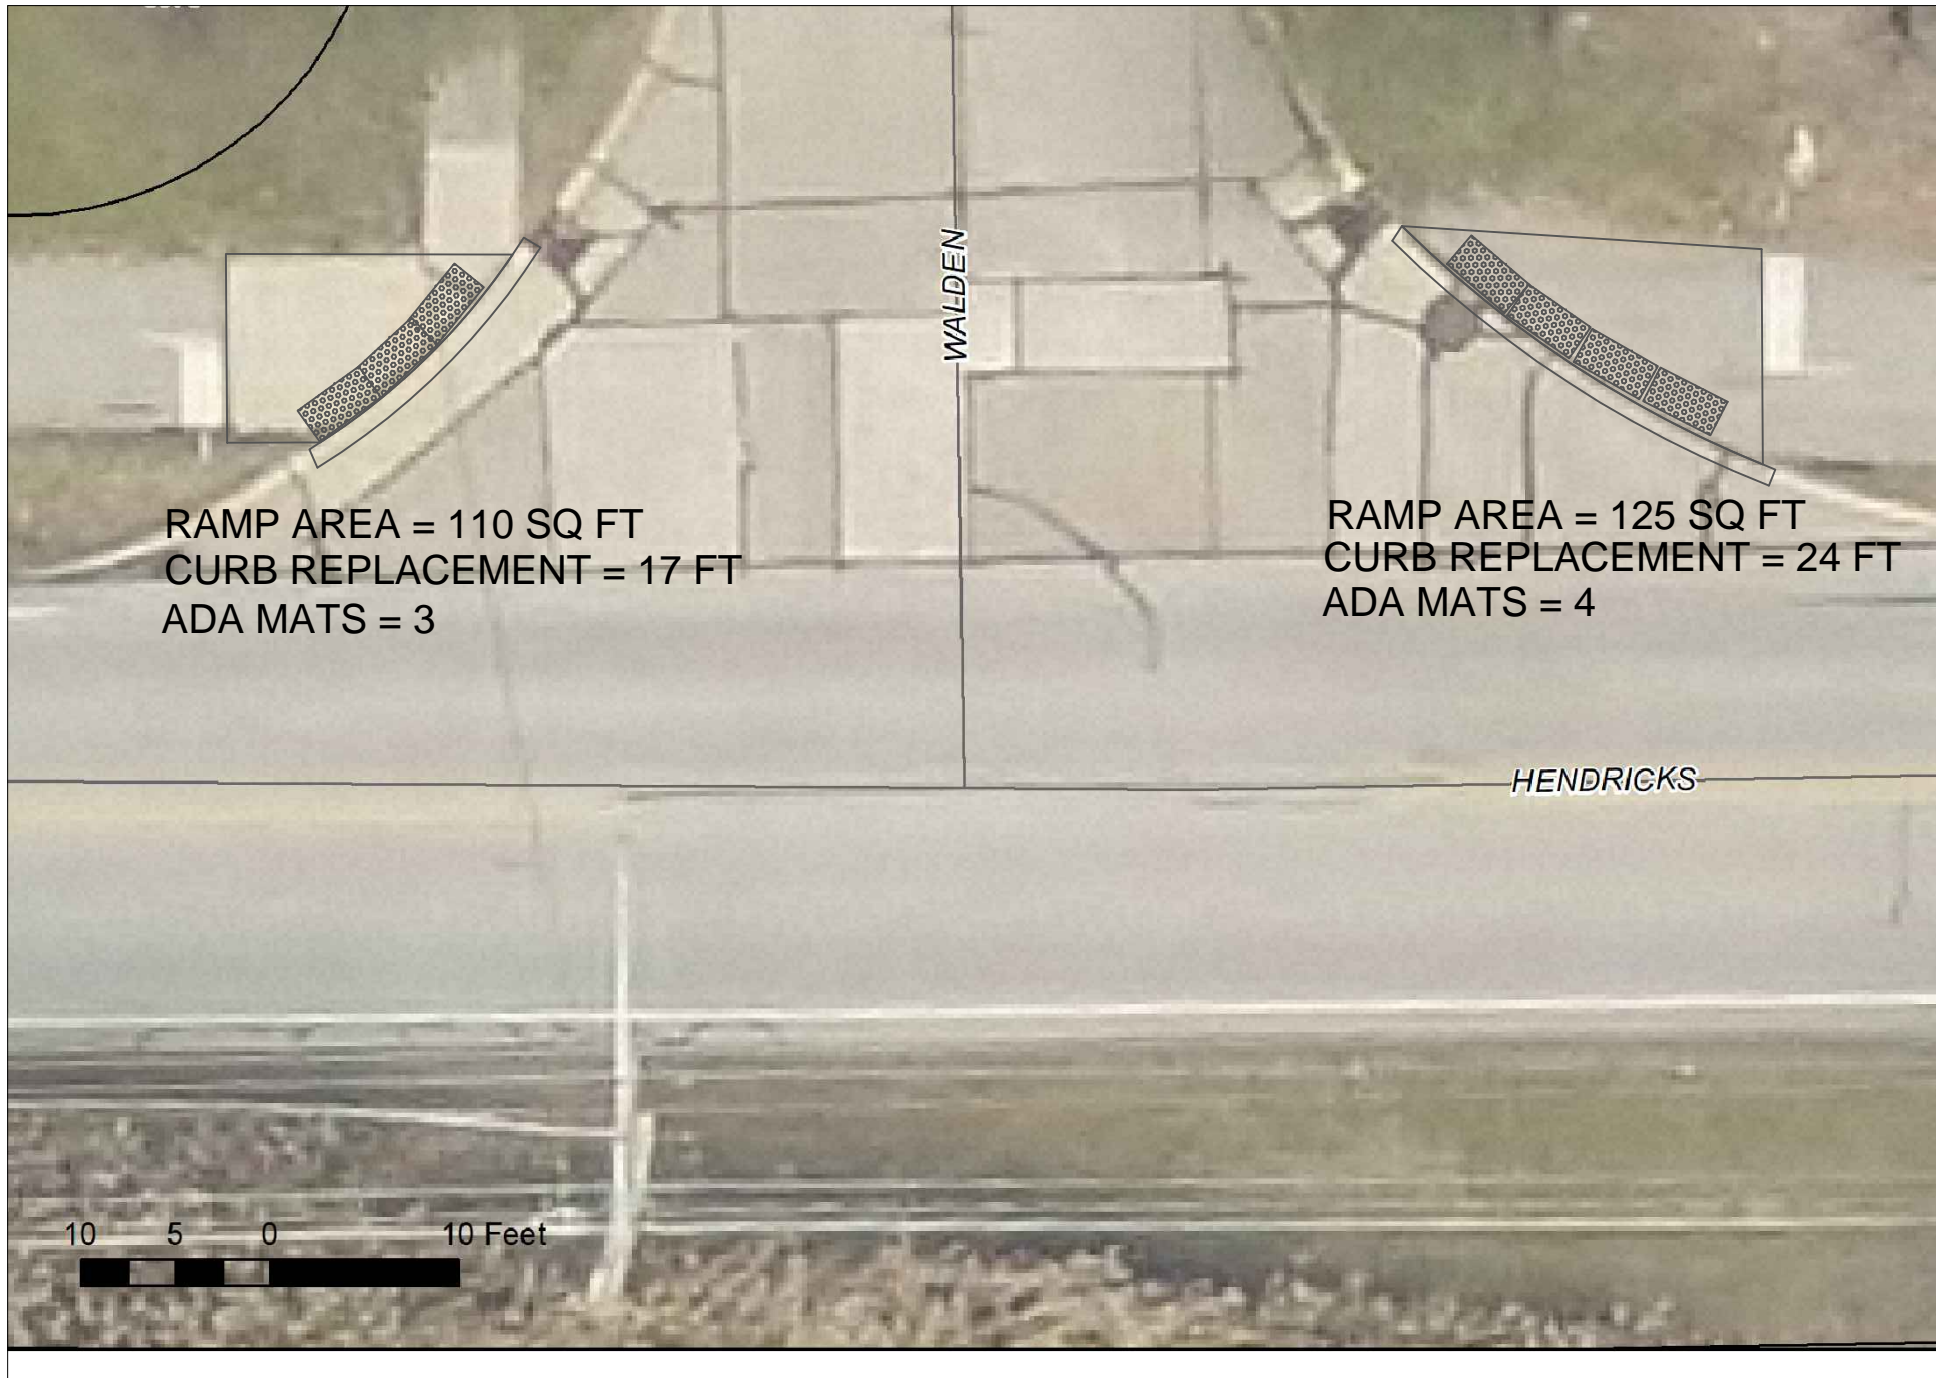 WALDEN
RAMP AREA = 110 SQ FT
CURB REPLACEMENT = 17 FT
ADA MATS = 3
RAMP AREA = 125 SQ FT
CURB REPLACEMENT = 24 FT
ADA MATS = 4
HENDRICKS
10 5 0 10 Feet